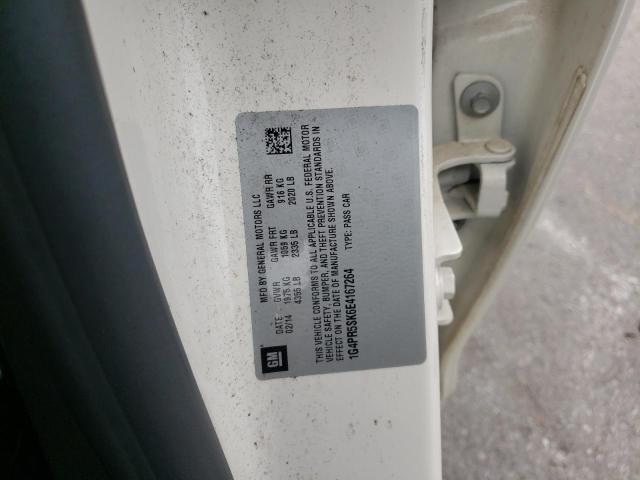 MFD BY GENERAL MOTORS LLC
DATE GVWR GAWR FRT GAWR RR
02/14 1975 KG 1059 KG 916 KG
4355 LB 2335 LB 2020 LB
THIS VEHICLE CONFORMS TO ALL APPLICABLE U.S. FEDERAL MOTOR
VEHICLE SAFETY, BUMPER, AND THEFT PREVENTION STANDARDS IN
EFFECT ON THE DATE OF MANUFACTURE SHOWN ABOVE.
1G4PR5SK6E4167264 TYPE: PASS CAR
GM